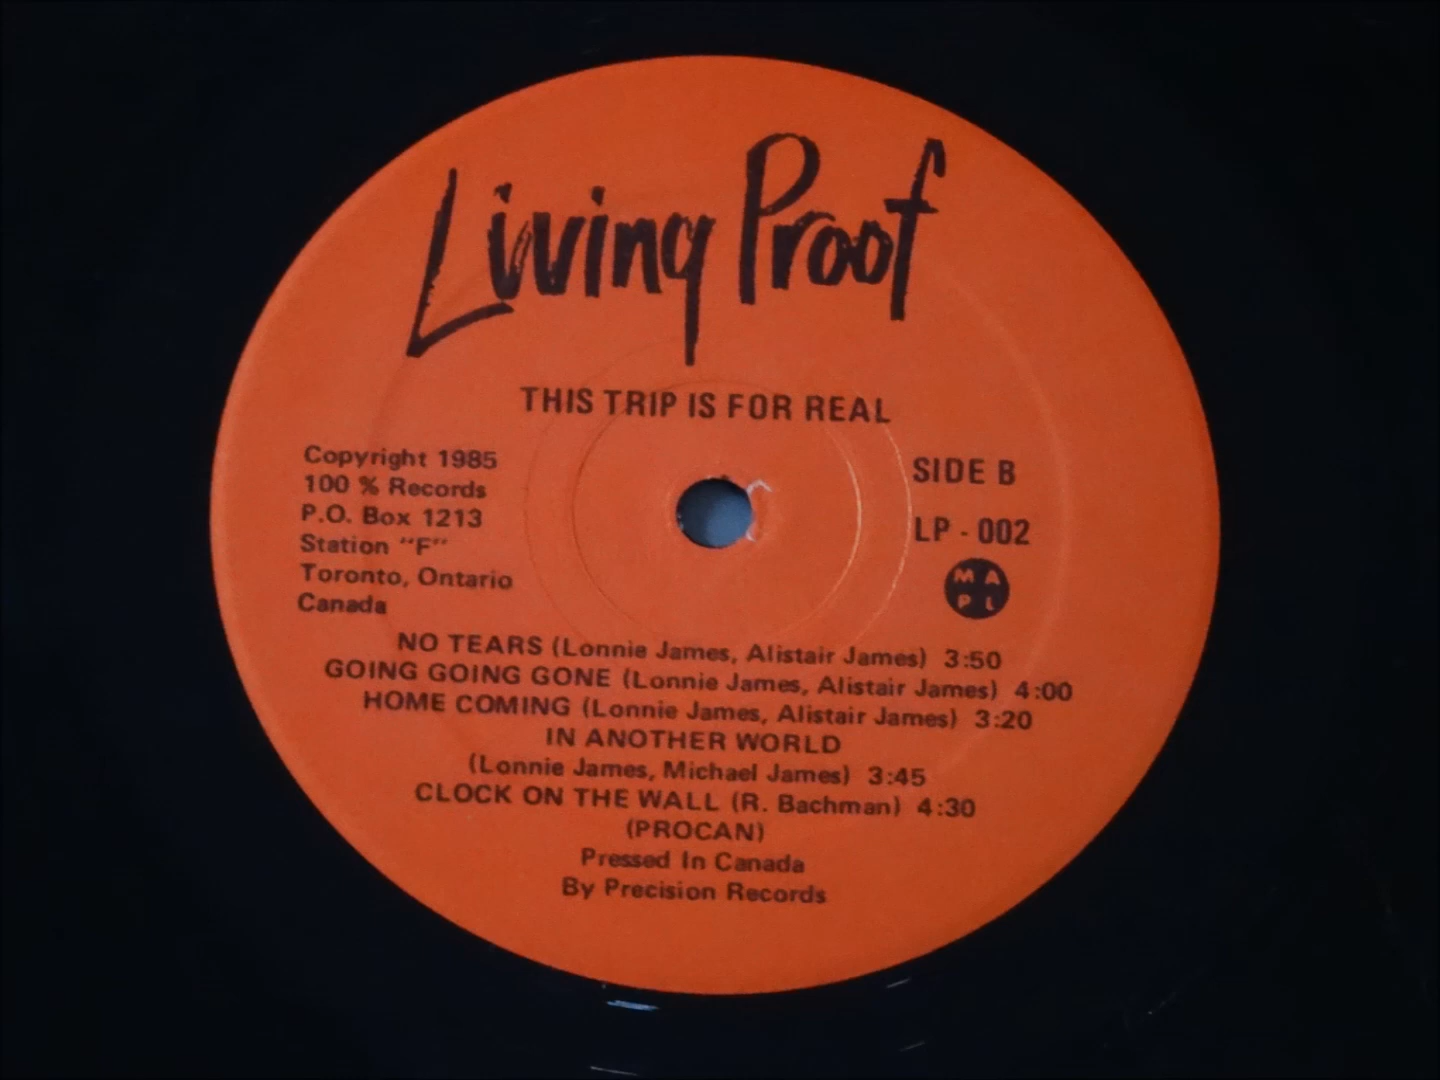 Living Proof
THIS TRIP IS FOR REAL
Copyright 1985
100 % Records
P.O. Box 1213
Station "F"
Toronto, Ontario
Canada
SIDE B
LP - 002
M A
P L
NO TEARS (Lonnie James, Alistair James) 3:50
GOING GOING GONE (Lonnie James, Alistair James) 4:00
HOME COMING (Lonnie James, Alistair James) 3:20
IN ANOTHER WORLD
(Lonnie James, Michael James) 3:45
CLOCK ON THE WALL (R. Bachman) 4:30
(PROCAN)
Pressed In Canada
By Precision Records